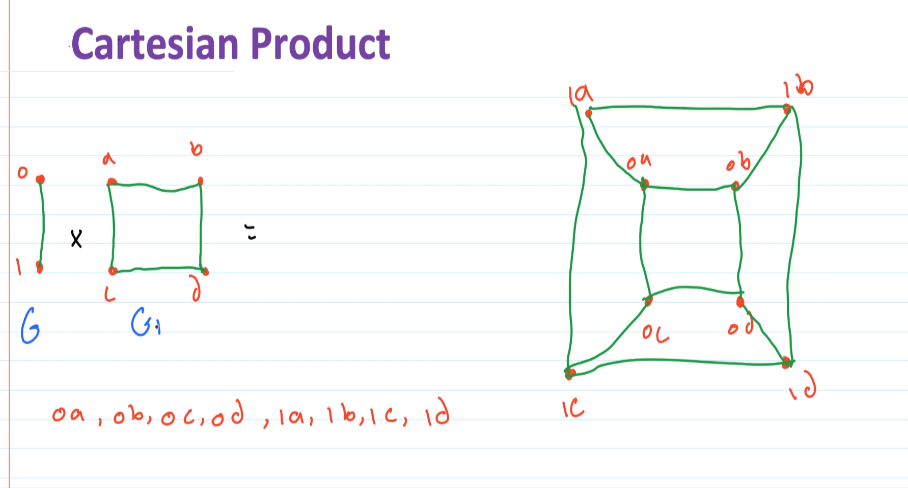 Cartesian Product
1a 1b
a b
0 0a 0b
x =
1
c d
G G1
0c 0d
1c 1d
0a, 0b, 0c, 0d, 1a, 1b, 1c, 1d